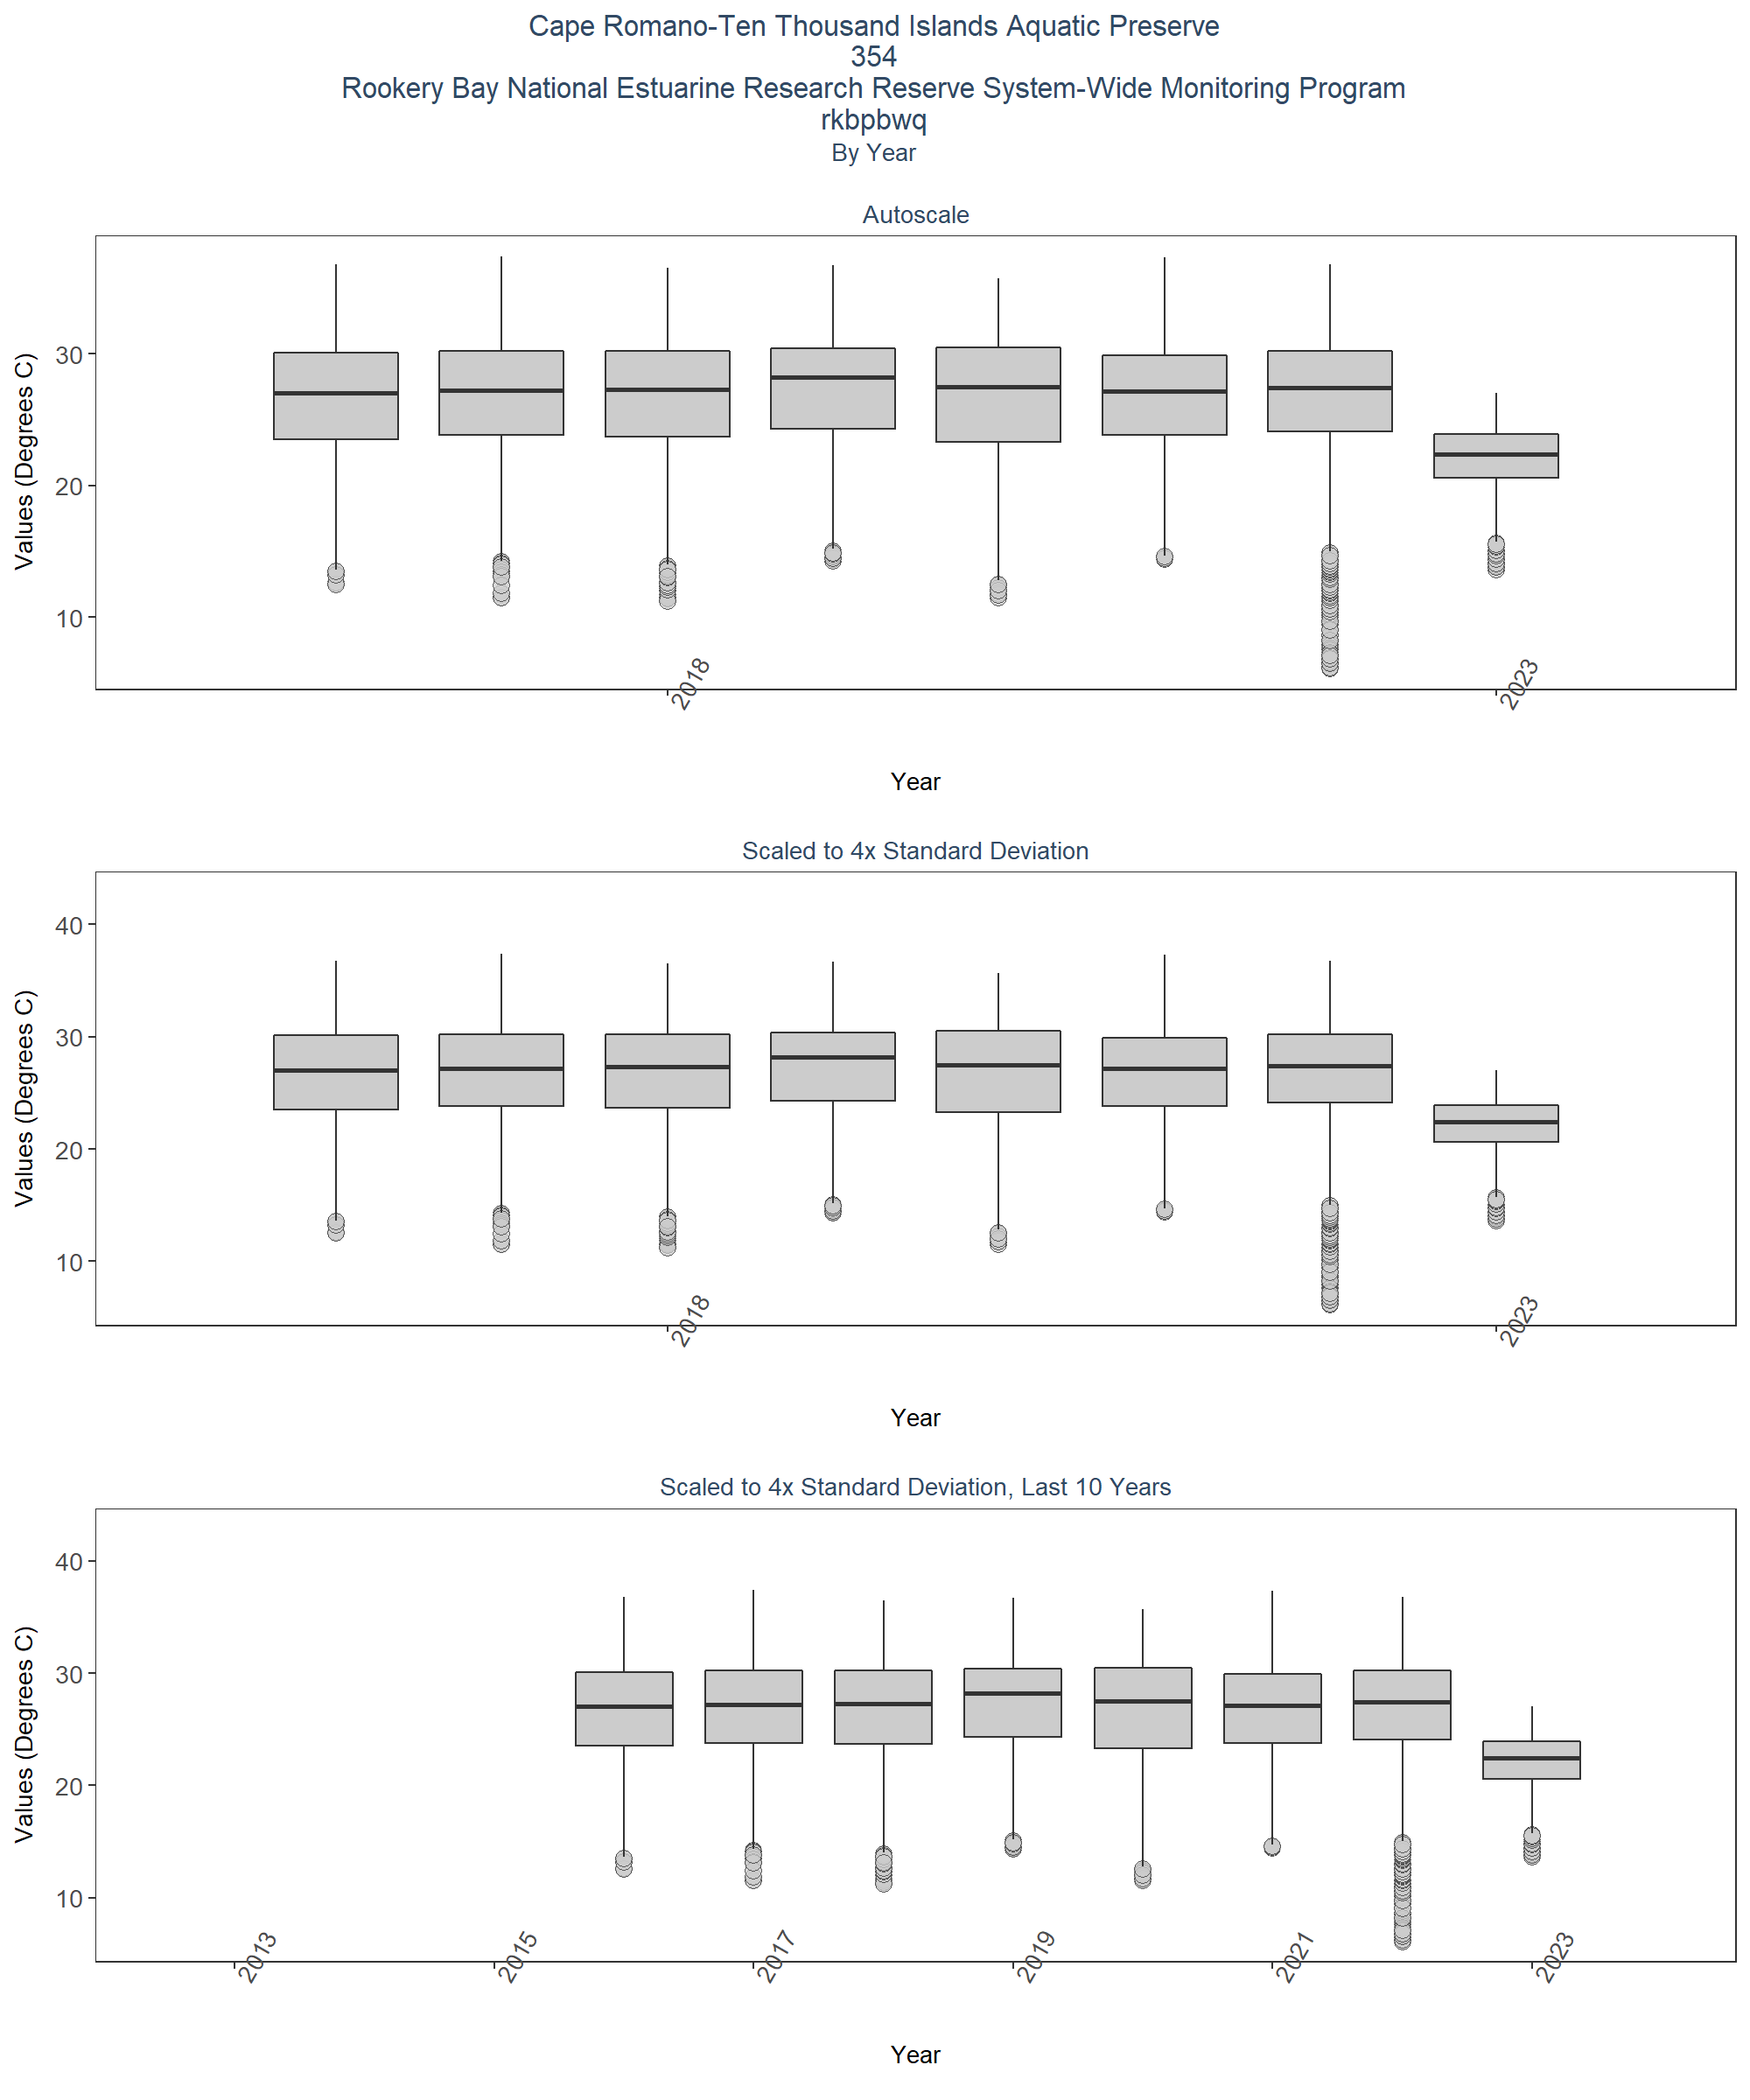 Cape Romano-Ten Thousand Islands Aquatic Preserve
354
Rookery Bay National Estuarine Research Reserve System-Wide Monitoring Program
rkbpbwq
By Year
Autoscale
Values (Degrees C)
30
20
10
2018
2023
Year
Scaled to 4x Standard Deviation
Values (Degrees C)
40
30
20
10
2018
2023
Year
Scaled to 4x Standard Deviation, Last 10 Years
Values (Degrees C)
40
30
20
10
2013
2015
2017
2019
2021
2023
Year